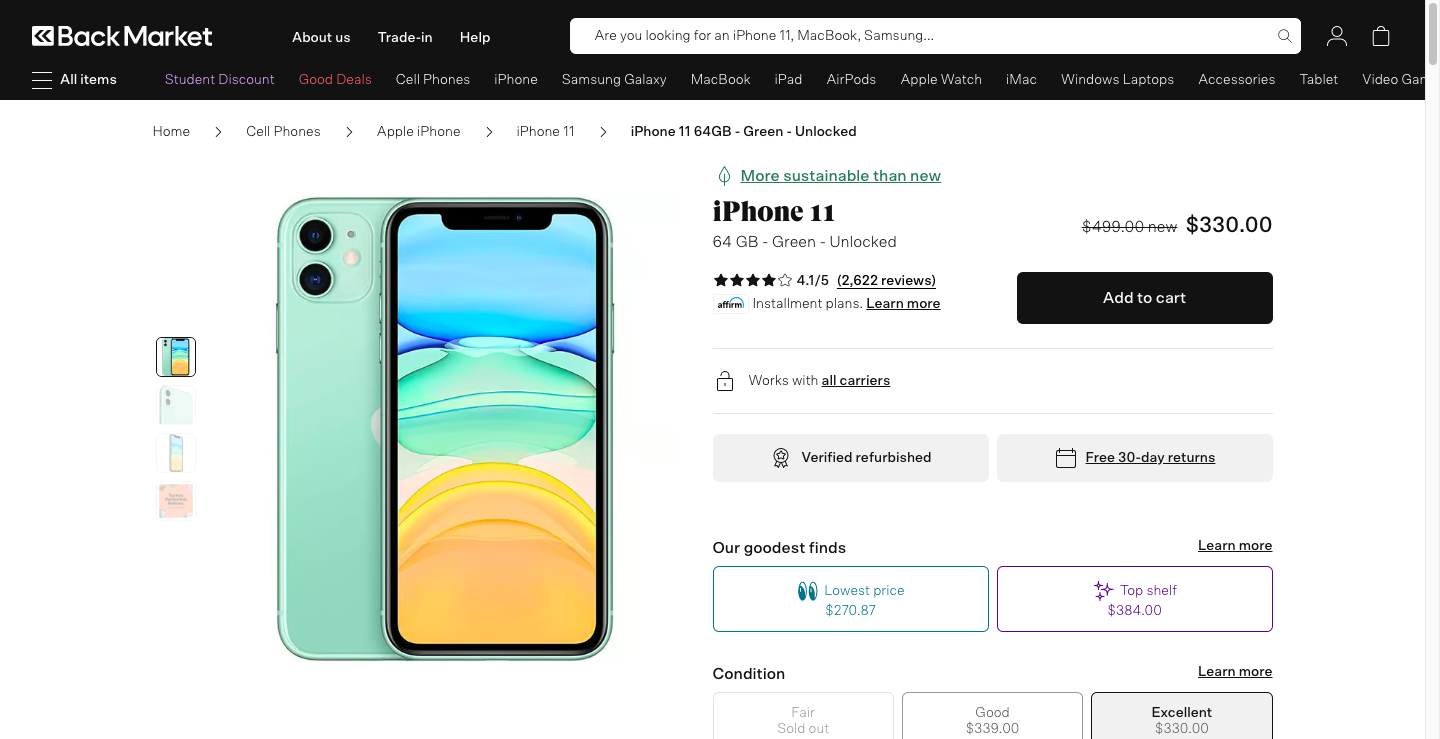 Back Market
About us Trade-in Help
Are you looking for an iPhone 11, MacBook, Samsung...
All items
Student Discount Good Deals Cell Phones iPhone Samsung Galaxy MacBook iPad AirPods Apple Watch iMac Windows Laptops Accessories Tablet Video Gar
Home Cell Phones Apple iPhone iPhone 11 iPhone 11 64GB - Green - Unlocked
More sustainable than new
iPhone 11
$499.00 new $330.00
64 GB - Green - Unlocked
4.1/5 (2,622 reviews)
affirm Installment plans. Learn more
Add to cart
Works with all carriers
Verified refurbished
Free 30-day returns
Our goodest finds
Learn more
Lowest price
$270.87
Top shelf
$384.00
Condition
Learn more
Fair
Sold out
Good
$339.00
Excellent
$330.00